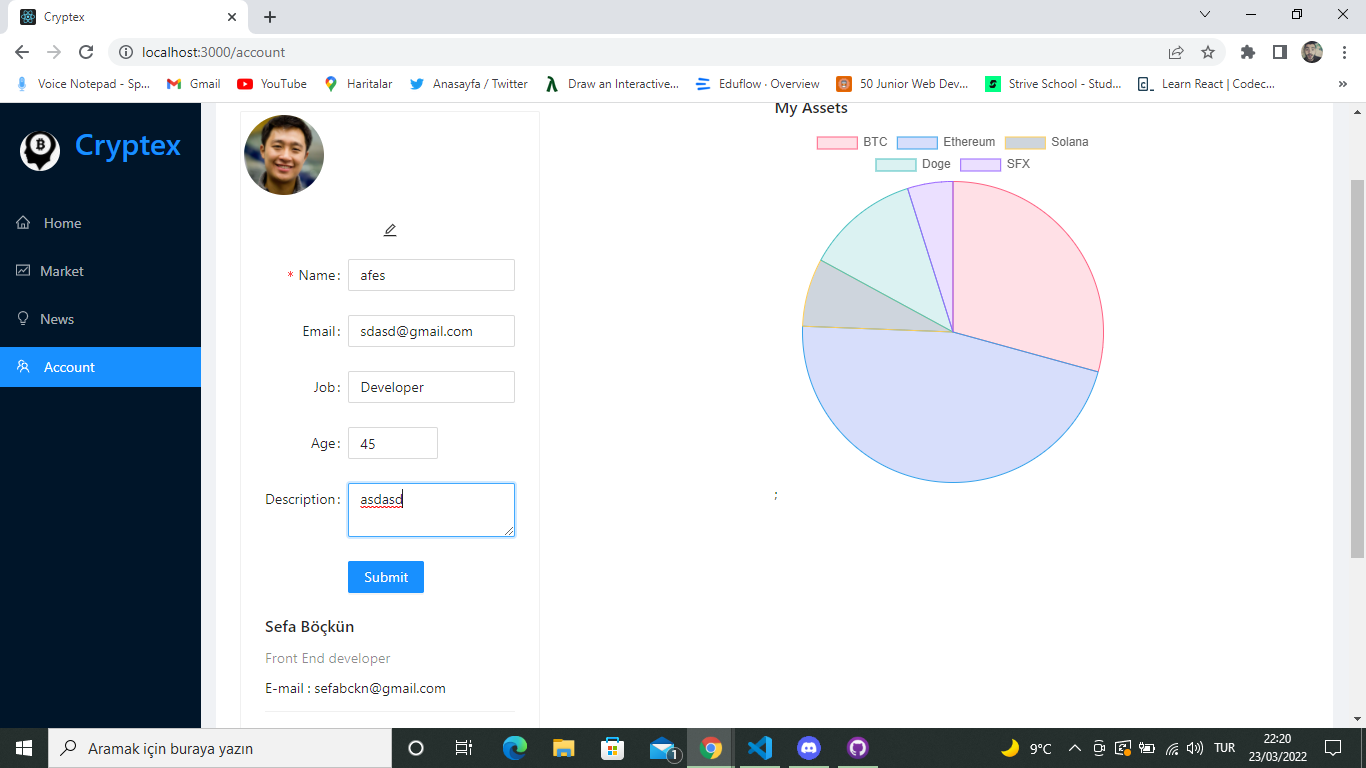 Cryptex
localhost:3000/account
Voice Notepad - Sp...
Gmail
YouTube
Haritalar
Anasayfa / Twitter
Draw an Interactive...
Eduflow · Overview
50 Junior Web Dev...
Strive School - Stud...
Learn React | Codec...
Cryptex
Home
Market
News
Account
* Name:
afes
Email:
sdasd@gmail.com
Job:
Developer
Age:
45
Description:
asdasd
Submit
Sefa Böçkün
Front End developer
E-mail : sefabckn@gmail.com
My Assets
BTC Ethereum Solana
Doge SFX
;
Aramak için buraya yazın
1
9°C
TUR
22:20
23/03/2022